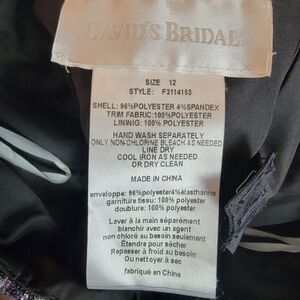 DAVID'S BRIDAL
SIZE 12
STYLE: F3114153
SHELL: 96%POLYESTER 4%SPANDEX
TRIM FABRIC:100%POLYESTER
LINING: 100% POLYESTER
HAND WASH SEPARATELY
ONLY NON-CHLORINE BLEACH AS NEEDED
LINE DRY
COOL IRON AS NEEDED
OR DRY CLEAN
MADE IN CHINA
enveloppe: 96%polyester4%élasthanne
garniture tissu: 100% polyester
doublure: 100% polyester
Laver à la main séparément
blanchir avec un agent
non chloré au besoin seulement
Étendre pour sécher
Repasser à froid au besoin
Ou nettoyer à sec
fabriqué en Chine